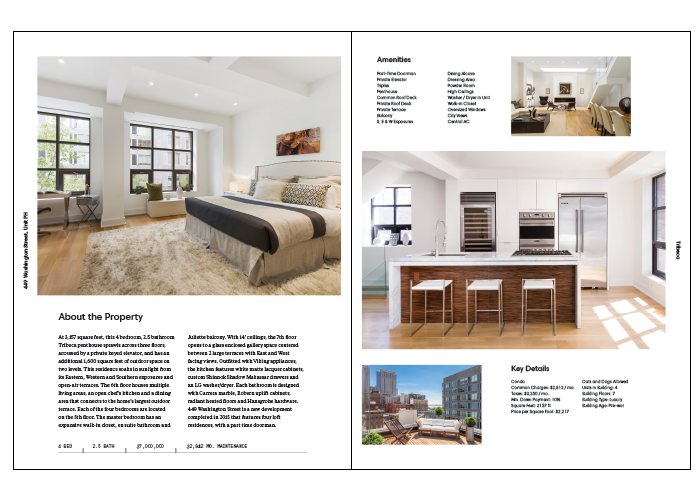 449 Washington Street, Unit PH
About the Property
At 3,157 square feet, this 4 bedroom, 2.5 bathroom
Tribeca penthouse sprawls across three floors,
accessed by a private keyed elevator, and has an
additional 1,600 square feet of outdoor space on
two levels. This residence soaks in sunlight from
its Eastern, Western and Southern exposures and
open-air terraces. The 6th floor houses multiple
living areas, an open chef's kitchen and a dining
area that connects to the home's largest outdoor
terrace. Each of the four bedrooms are located
on the 5th floor. The master bedroom has an
expansive walk-in closet, en suite bathroom and
Juliette balcony. With 14' ceilings, the 7th floor
opens to a glass enclosed gallery space centered
between 2 large terraces with East and West
facing views. Outfitted with Viking appliances,
the kitchen features white matte lacquer cabinets,
custom Shinnok Shadow Makassar drawers and
an LG washer/dryer. Each bathroom is designed
with Carrera marble, Robern uplift cabinets,
radiant heated floors and Hansgrohe hardware.
449 Washington Street is a new development
completed in 2015 that features four loft
residences, with a part time doorman.
4 BED
2.5 BATH
$7,000,000
$2,842 MO. MAINTENANCE
Amenities
Part-Time Doorman
Private Elevator
Triplex
Penthouse
Common Roof Deck
Private Roof Deck
Private Terrace
Balcony
S, E & W Exposures
Dining Alcove
Dressing Area
Powder Room
High Ceilings
Washer / Dryer in Unit
Walk-in Closet
Oversized Windows
City Views
Central AC
Tribeca
Key Details
Condo
Common Charges: $2,813 / mo.
Taxes: $2,350 / mo.
Min. Down Payment: 10%
Square Feet: 3157 ft
Price per Square Foot: $2,217
Cats and Dogs Allowed
Units in Building: 4
Building Floors: 7
Building Type: Luxury
Building Age: Pre-war